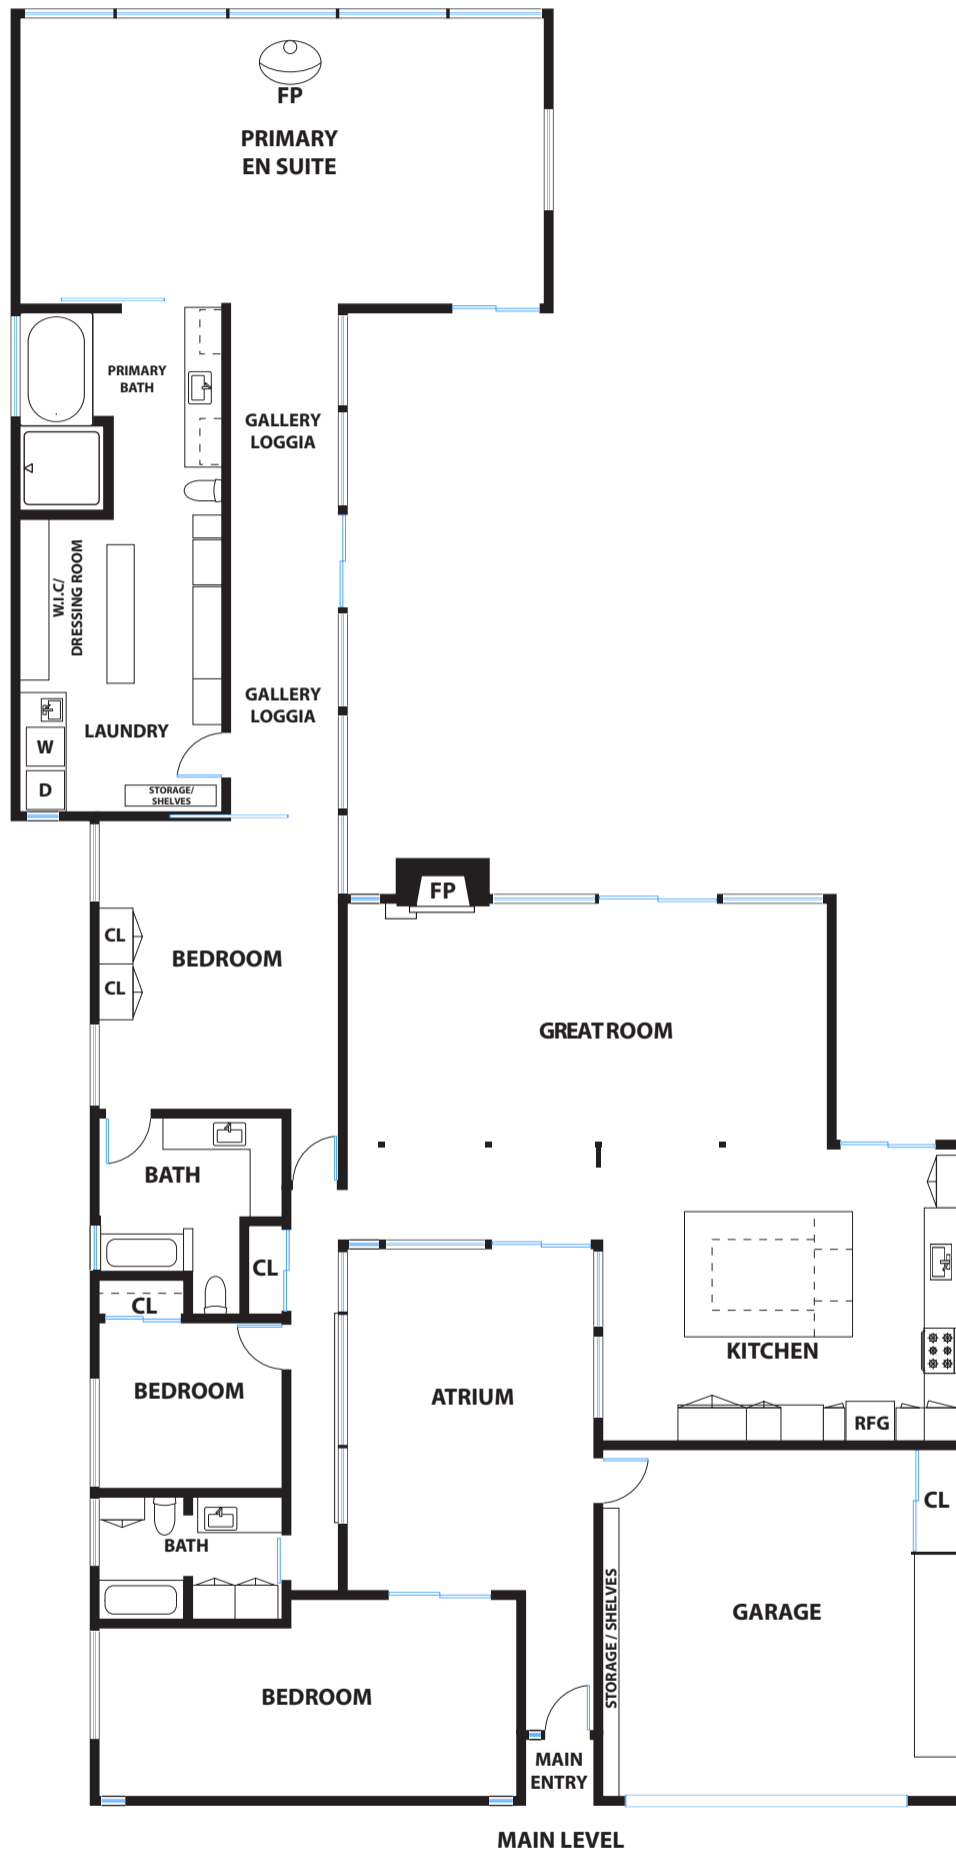 FP
PRIMARY
EN SUITE
PRIMARY
BATH
GALLERY
LOGGIA
W.I.C/
DRESSING ROOM
GALLERY
LOGGIA
LAUNDRY
W
D
STORAGE/
SHELVES
FP
CL
BEDROOM
CL
GREAT ROOM
BATH
CL
CL
KITCHEN
BEDROOM
ATRIUM
RFG
CL
BATH
STORAGE / SHELVES
GARAGE
BEDROOM
MAIN
ENTRY
MAIN LEVEL